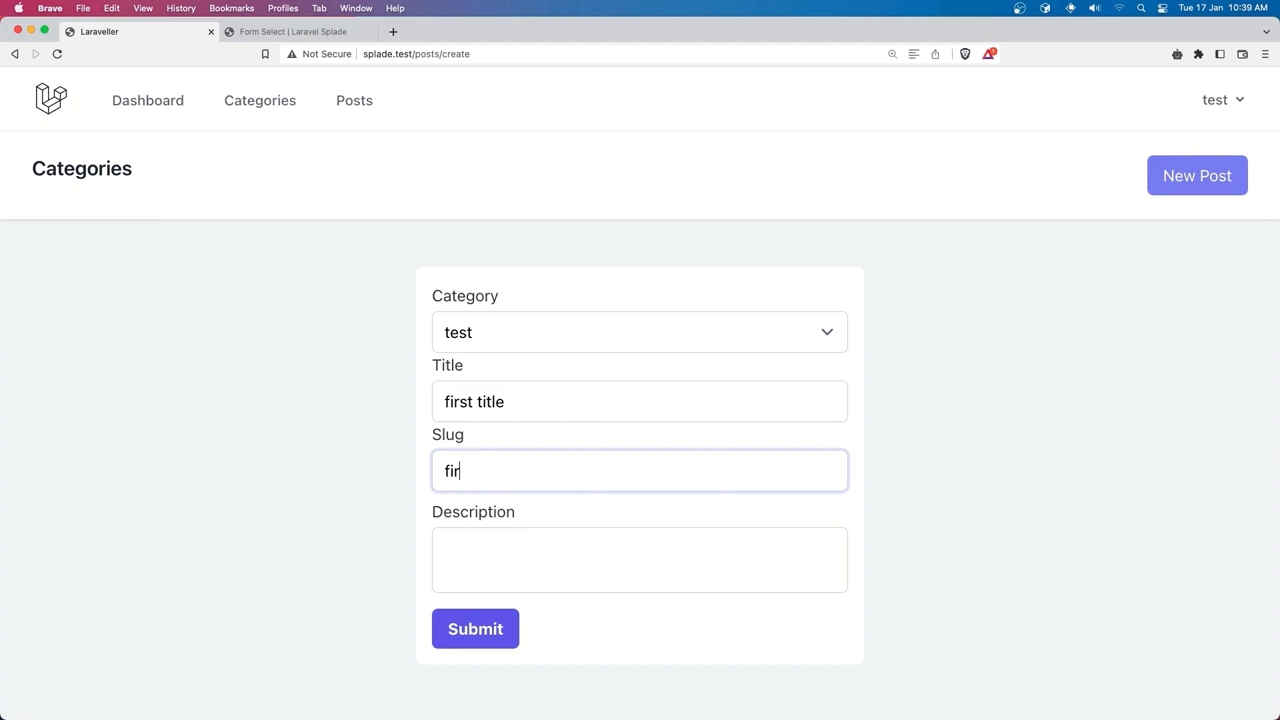 Brave File Edit View History Bookmarks Profiles Tab Window Help Tue 17 Jan 10:39 AM
Laraveller Form Select | Laravel Splade
Not Secure splade.test/posts/create
Dashboard Categories Posts test
Categories
New Post
Category
test
Title
first title
Slug
fir
Description
Submit